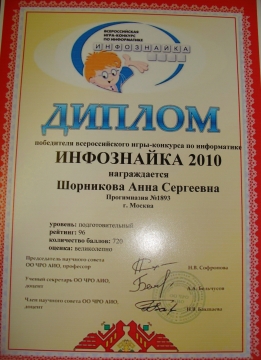 ВСЕРОССИЙСКАЯ
ИГРА-КОНКУРС
ПО ИНФОРМАТИКЕ
ИНФОЗНАЙКА
ДИПЛОМ
победителя всероссийского игры-конкурса по информатике
ИНФОЗНАЙКА 2010
награждается
Шорникова Анна Сергеевна
Прогимназия №1893
г. Москва
уровень: подготовительный
рейтинг: 96
количество баллов: 720
оценка: великолепно
Председатель научного совета
ОО ЧРО АИО, профессор
Н.В. Софронова
Ученый секретарь ОО ЧРО АИО,
доцент
А.А. Бельчусов
Член научного совета ОО ЧРО АИО,
доцент
Н.В. Бакшаева